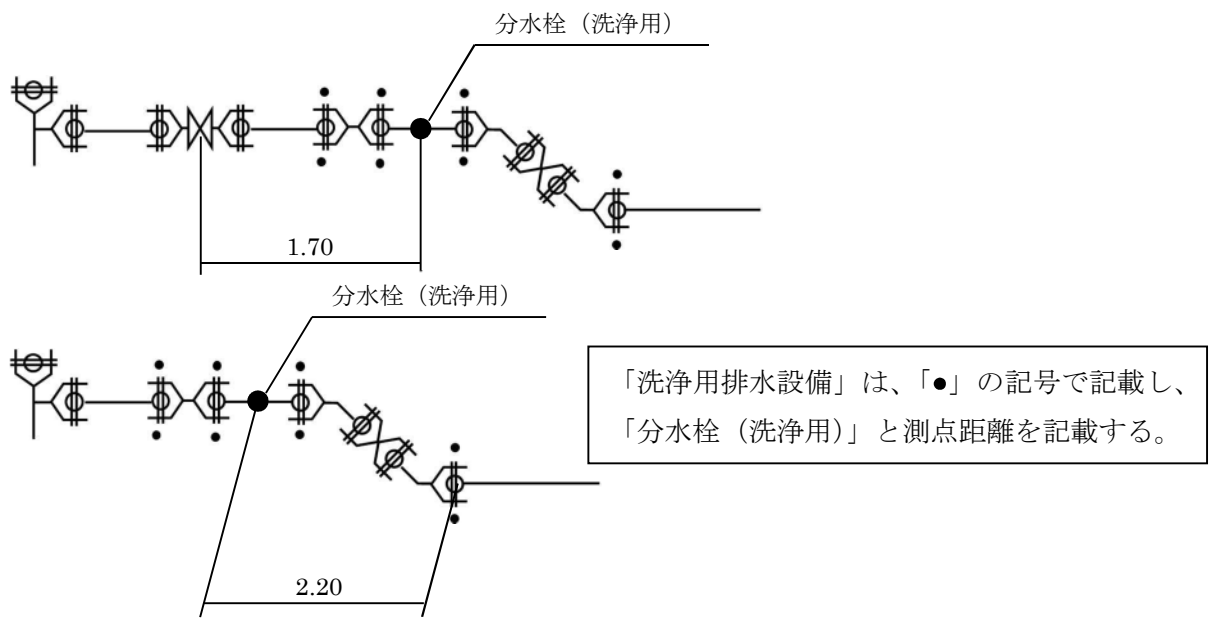 分水栓（洗浄用）
1.70
分水栓（洗浄用）
「洗浄用排水設備」は、「●」の記号で記載し、
「分水栓（洗浄用）」と測点距離を記載する。
2.20